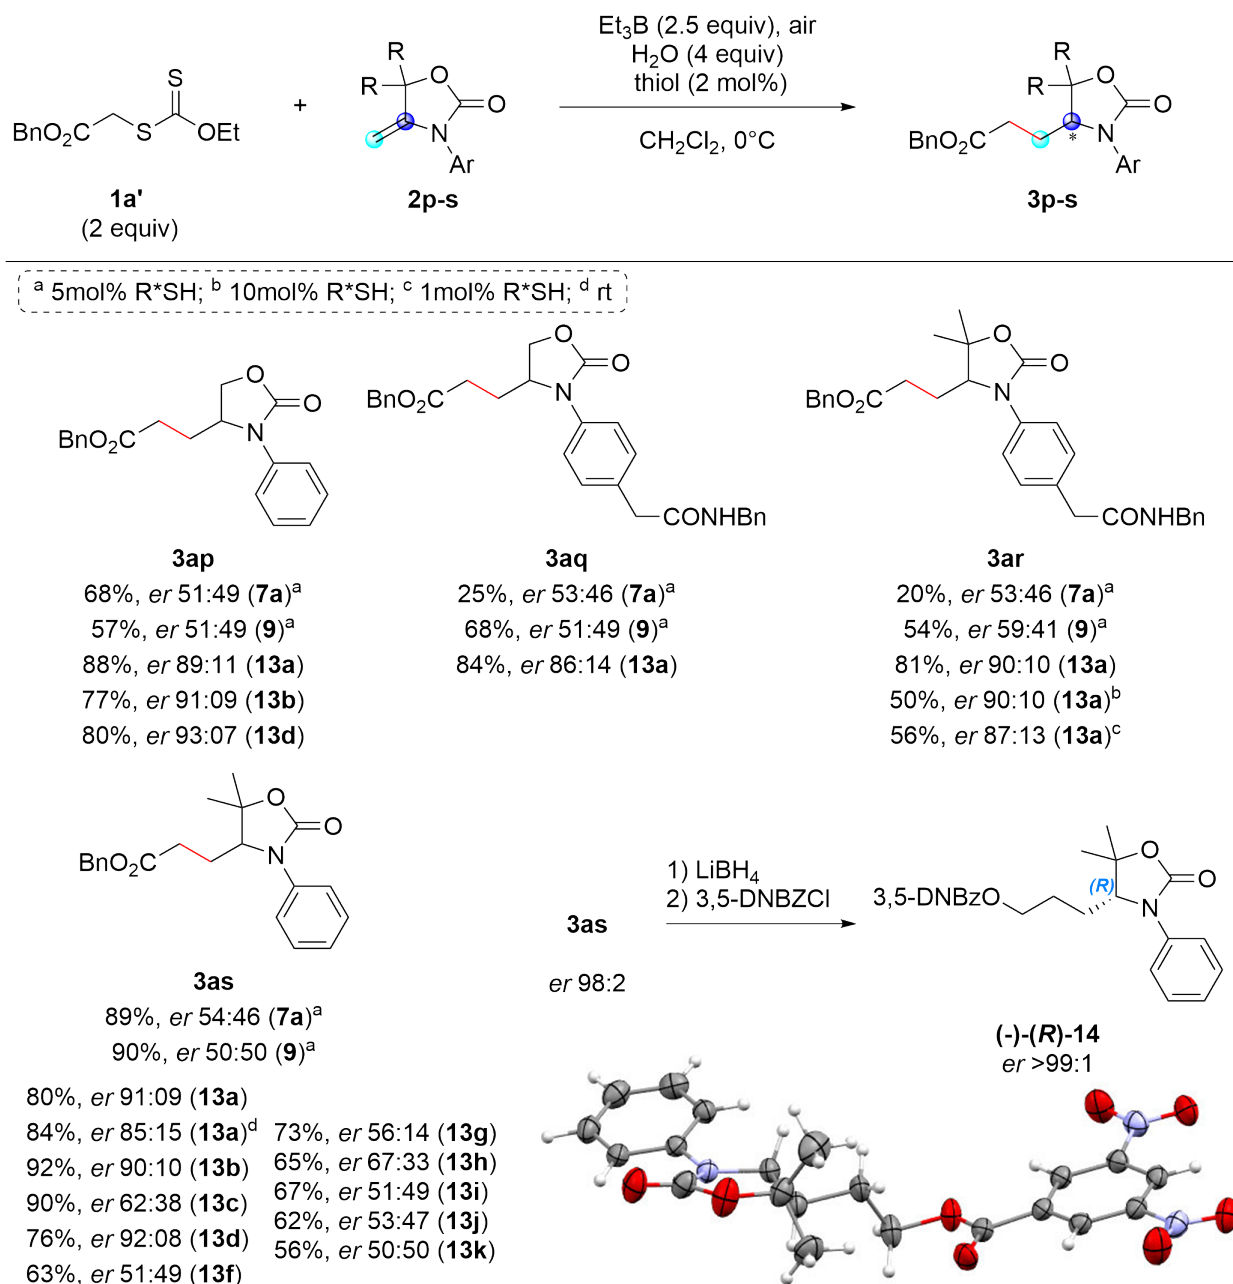 Et₃B (2.5 equiv), air
H₂O (4 equiv)
thiol (2 mol%)
CH₂Cl₂, 0°C
S
BnO₂C S OEt
+
R
R O
O
N
Ar
R
R O
O
BnO₂C * N
Ar
1a'
(2 equiv)
2p-s
3p-s
ᵃ 5mol% R*SH; ᵇ 10mol% R*SH; ᶜ 1mol% R*SH; ᵈ rt
O
O
N
BnO₂C
3ap
68%, er 51:49 (7a)ᵃ
57%, er 51:49 (9)ᵃ
88%, er 89:11 (13a)
77%, er 91:09 (13b)
80%, er 93:07 (13d)
O
O
N
BnO₂C
CONHBn
3aq
25%, er 53:46 (7a)ᵃ
68%, er 51:49 (9)ᵃ
84%, er 86:14 (13a)
O
O
N
BnO₂C
CONHBn
3ar
20%, er 53:46 (7a)ᵃ
54%, er 59:41 (9)ᵃ
81%, er 90:10 (13a)
50%, er 90:10 (13a)ᵇ
56%, er 87:13 (13a)ᶜ
O
O
N
BnO₂C
3as
89%, er 54:46 (7a)ᵃ
90%, er 50:50 (9)ᵃ
80%, er 91:09 (13a)
84%, er 85:15 (13a)ᵈ
92%, er 90:10 (13b)
90%, er 62:38 (13c)
76%, er 92:08 (13d)
63%, er 51:49 (13f)
73%, er 56:14 (13g)
65%, er 67:33 (13h)
67%, er 51:49 (13i)
62%, er 53:47 (13j)
56%, er 50:50 (13k)
3as
er 98:2
1) LiBH₄
2) 3,5-DNBZCl
O
(R) O
3,5-DNBzO N
(-)-(R)-14
er >99:1